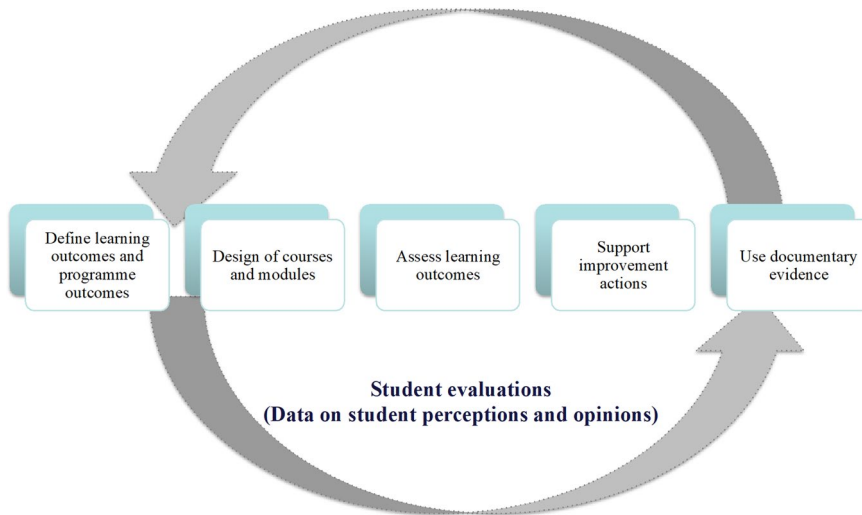 Define learning
outcomes and
programme
outcomes
Design of courses
and modules
Assess learning
outcomes
Support
improvement
actions
Use documentary
evidence
Student evaluations
(Data on student perceptions and opinions)